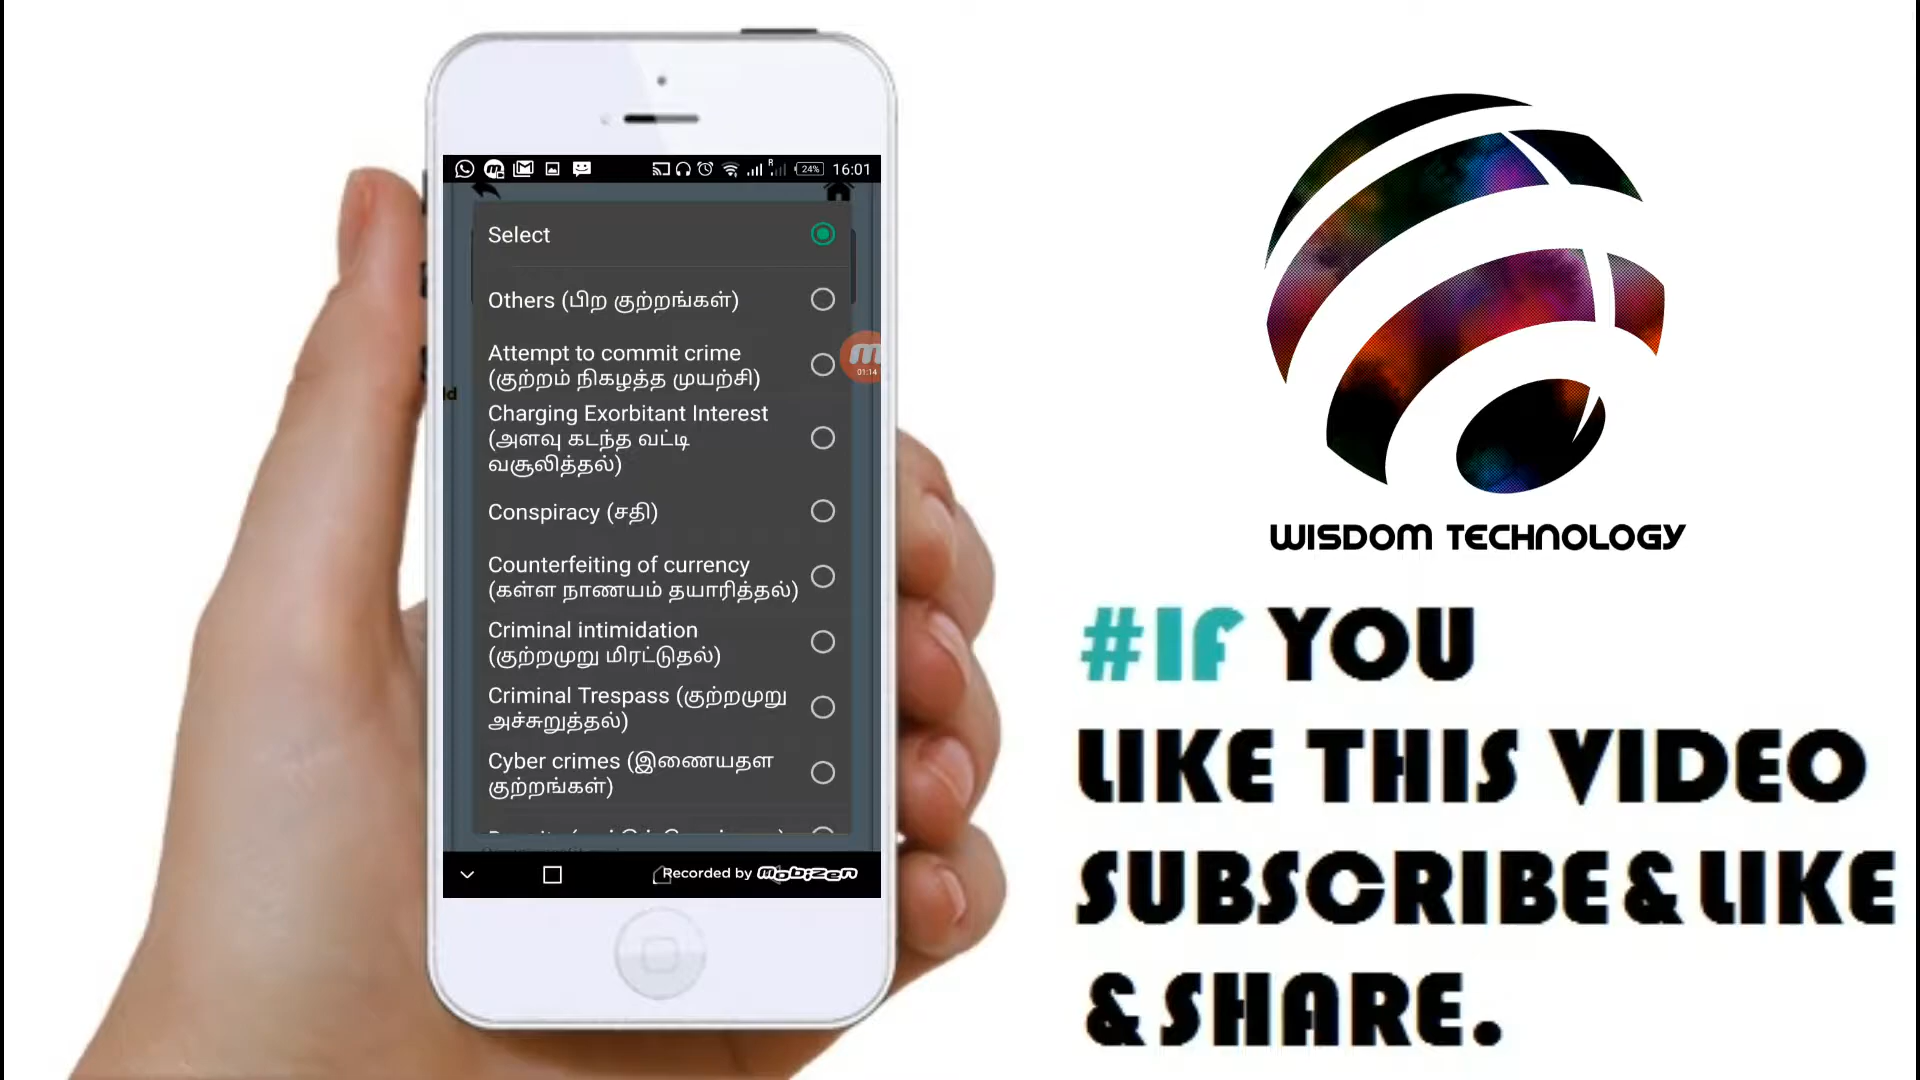 R
24%
16:01
Select
Others (பிற குற்றங்கள்)
Attempt to commit crime
(குற்றம் நிகழத்த முயற்சி)
01:14
Charging Exorbitant Interest
(அளவு கடந்த வட்டி
வசூலித்தல்)
Conspiracy (சதி)
Counterfeiting of currency
(கள்ள நாணயம் தயாரித்தல்)
Criminal intimidation
(குற்றமுறு மிரட்டுதல்)
Criminal Trespass (குற்றமுறு
அச்சுறுத்தல்)
Cyber crimes (இணையதள
குற்றங்கள்)
Recorded by mobizen
WISDOM TECHNOLOGY
#IF YOU
LIKE THIS VIDEO
SUBSCRIBE&LIKE
&SHARE.